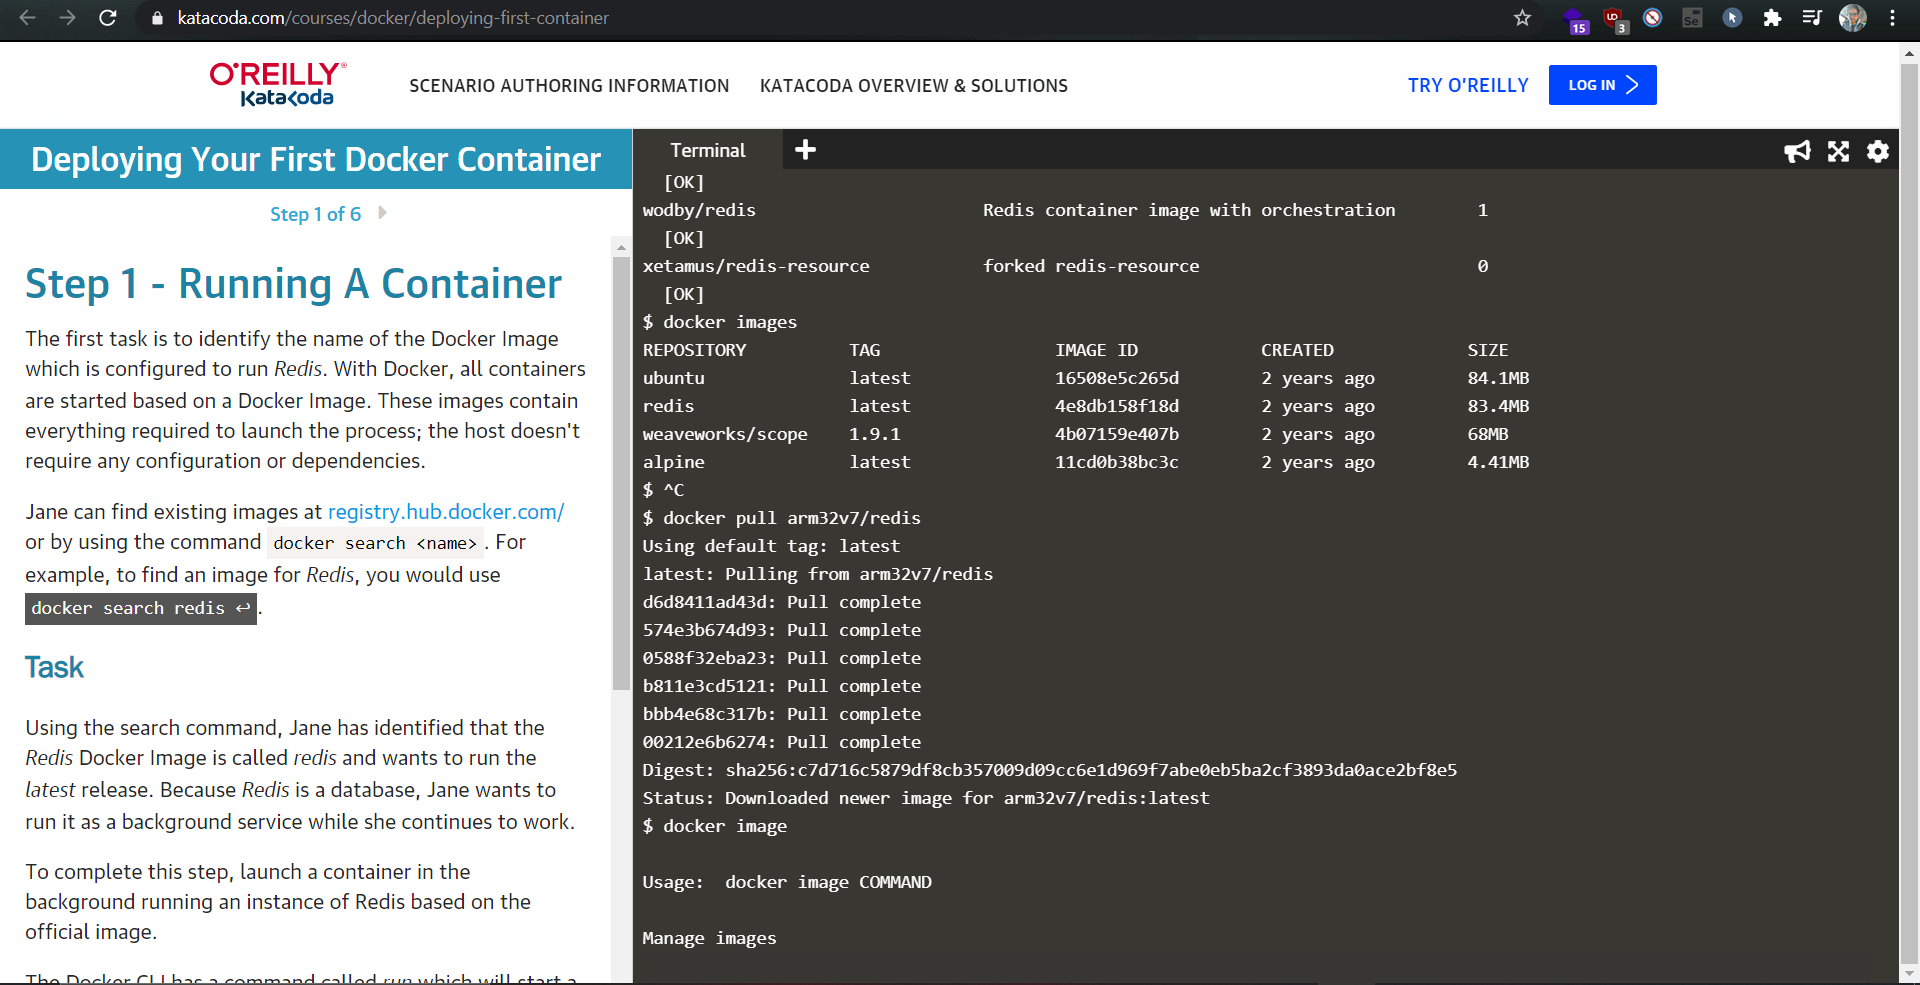 katacoda.com/courses/docker/deploying-first-container
15
3
Se
O'REILLY®
Katacoda
SCENARIO AUTHORING INFORMATION
KATACODA OVERVIEW & SOLUTIONS
TRY O'REILLY
LOG IN
Deploying Your First Docker Container
Step 1 of 6
Step 1 - Running A Container
The first task is to identify the name of the Docker Image
which is configured to run Redis. With Docker, all containers
are started based on a Docker Image. These images contain
everything required to launch the process; the host doesn't
require any configuration or dependencies.
Jane can find existing images at registry.hub.docker.com/
or by using the command docker search <name>. For
example, to find an image for Redis, you would use
docker search redis ↩.
Task
Using the search command, Jane has identified that the
Redis Docker Image is called redis and wants to run the
latest release. Because Redis is a database, Jane wants to
run it as a background service while she continues to work.
To complete this step, launch a container in the
background running an instance of Redis based on the
official image.
The Docker CLI has a command called run which will start a
Terminal
[OK]
wodby/redis Redis container image with orchestration 1
[OK]
xetamus/redis-resource forked redis-resource 0
[OK]
$ docker images
REPOSITORY TAG IMAGE ID CREATED SIZE
ubuntu latest 16508e5c265d 2 years ago 84.1MB
redis latest 4e8db158f18d 2 years ago 83.4MB
weaveworks/scope 1.9.1 4b07159e407b 2 years ago 68MB
alpine latest 11cd0b38bc3c 2 years ago 4.41MB
$ ^C
$ docker pull arm32v7/redis
Using default tag: latest
latest: Pulling from arm32v7/redis
d6d8411ad43d: Pull complete
574e3b674d93: Pull complete
0588f32eba23: Pull complete
b811e3cd5121: Pull complete
bbb4e68c317b: Pull complete
00212e6b6274: Pull complete
Digest: sha256:c7d716c5879df8cb357009d09cc6e1d969f7abe0eb5ba2cf3893da0ace2bf8e5
Status: Downloaded newer image for arm32v7/redis:latest
$ docker image
Usage: docker image COMMAND
Manage images